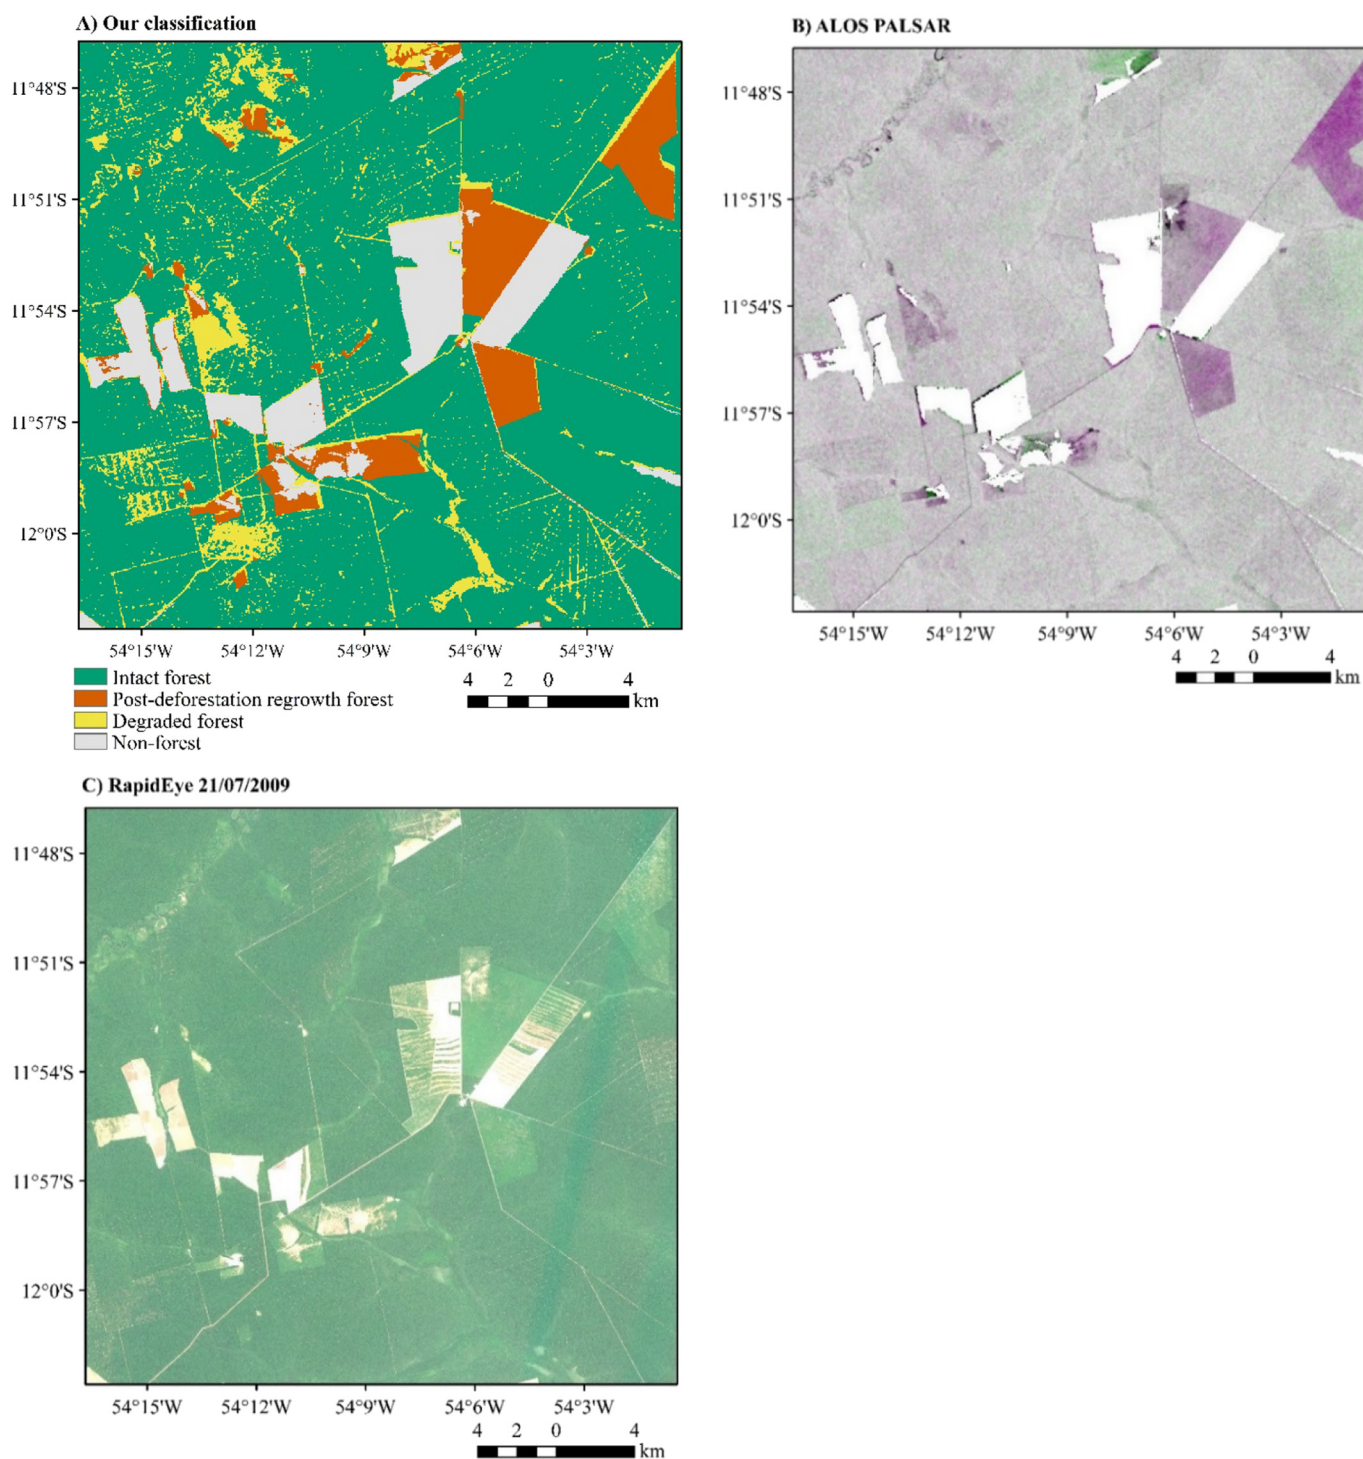 A) Our classification
11°48'S
11°51'S
11°54'S
11°57'S
12°0'S
54°15'W 54°12'W 54°9'W 54°6'W 54°3'W
Intact forest
Post-deforestation regrowth forest
Degraded forest
Non-forest
4 2 0 4
km
B) ALOS PALSAR
11°48'S
11°51'S
11°54'S
11°57'S
12°0'S
54°15'W 54°12'W 54°9'W 54°6'W 54°3'W
4 2 0 4
km
C) RapidEye 21/07/2009
11°48'S
11°51'S
11°54'S
11°57'S
12°0'S
54°15'W 54°12'W 54°9'W 54°6'W 54°3'W
4 2 0 4
km